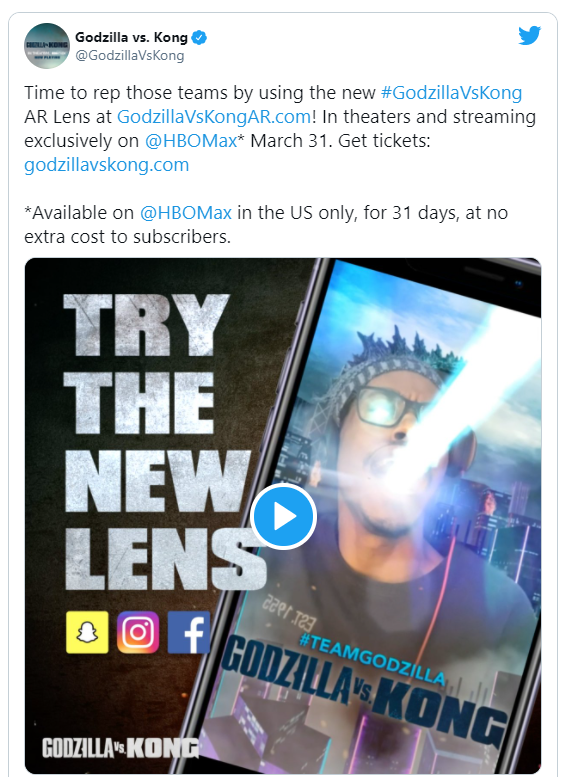 Godzilla vs. Kong
@GodzillaVsKong
Time to rep those teams by using the new #GodzillaVsKong
AR Lens at GodzillaVsKongAR.com! In theaters and streaming
exclusively on @HBOMax* March 31. Get tickets:
godzillavskong.com
*Available on @HBOMax in the US only, for 31 days, at no
extra cost to subscribers.
TRY
THE
NEW
LENS
EST 1955
#TEAMGODZILLA
GODZILLA vs. KONG
GODZILLA vs. KONG